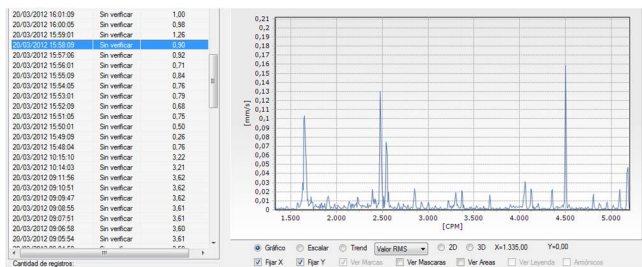 20/03/2012 16:01:09 Sin verificar 1,00
20/03/2012 16:00:05 Sin verificar 0,98
20/03/2012 15:59:01 Sin verificar 1,26
20/03/2012 15:58:09 Sin verificar 0,90
20/03/2012 15:57:06 Sin verificar 0,92
20/03/2012 15:56:01 Sin verificar 0,71
20/03/2012 15:55:09 Sin verificar 0,84
20/03/2012 15:54:05 Sin verificar 0,76
20/03/2012 15:53:01 Sin verificar 0,79
20/03/2012 15:52:09 Sin verificar 0,68
20/03/2012 15:51:05 Sin verificar 0,75
20/03/2012 15:50:01 Sin verificar 0,50
20/03/2012 15:49:09 Sin verificar 0,26
20/03/2012 15:48:04 Sin verificar 0,76
20/03/2012 10:15:10 Sin verificar 3,22
20/03/2012 10:14:03 Sin verificar 3,21
20/03/2012 09:11:56 Sin verificar 3,62
20/03/2012 09:10:51 Sin verificar 3,62
20/03/2012 09:09:47 Sin verificar 3,62
20/03/2012 09:08:55 Sin verificar 3,61
20/03/2012 09:07:51 Sin verificar 3,61
20/03/2012 09:06:58 Sin verificar 3,60
20/03/2012 09:05:54 Sin verificar 3,61
Cantidad de registros:
0,21
0,2
0,19
0,18
0,17
0,16
0,15
0,14
0,13
0,12
0,11
0,1
0,09
0,08
0,07
0,06
0,05
0,04
0,03
0,02
0,01
0
[mm/s]
1.500 2.000 2.500 3.000 3.500 4.000 4.500 5.000
[CPM]
Gráfico Escalar Trend Valor RMS 2D 3D X=1.335,00 Y=0,00
Fijar X Fijar Y Ver Marcas Ver Mascaras Ver Areas Ver Leyenda Armónicos